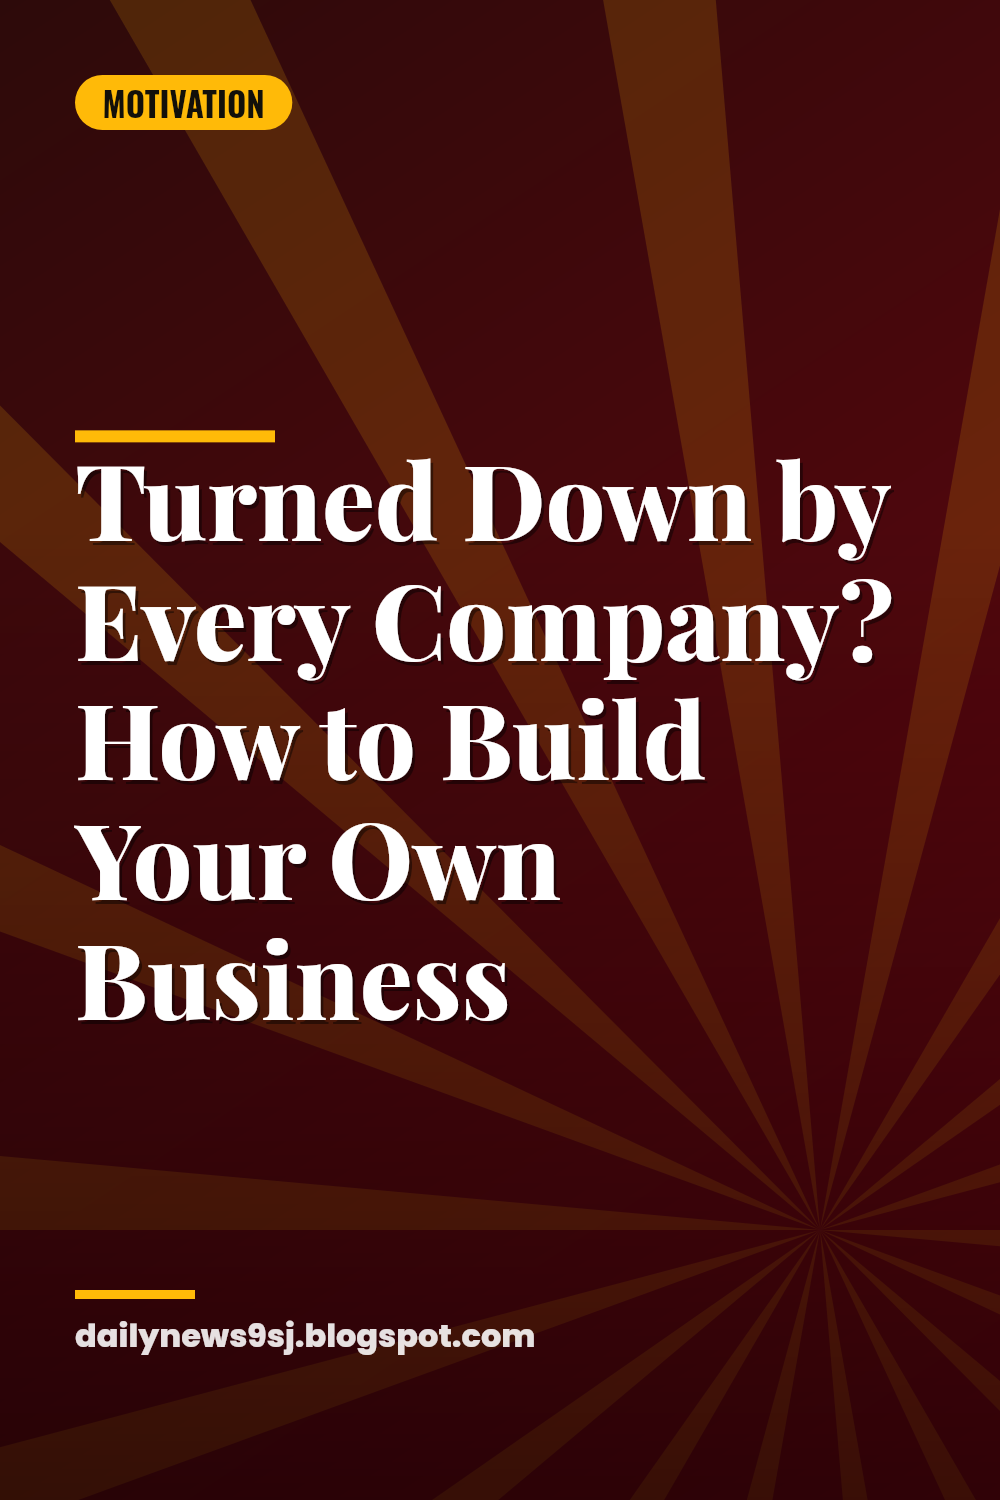 MOTIVATION
Turned Down by
Every Company?
How to Build
Your Own
Business
dailynews9sj.blogspot.com